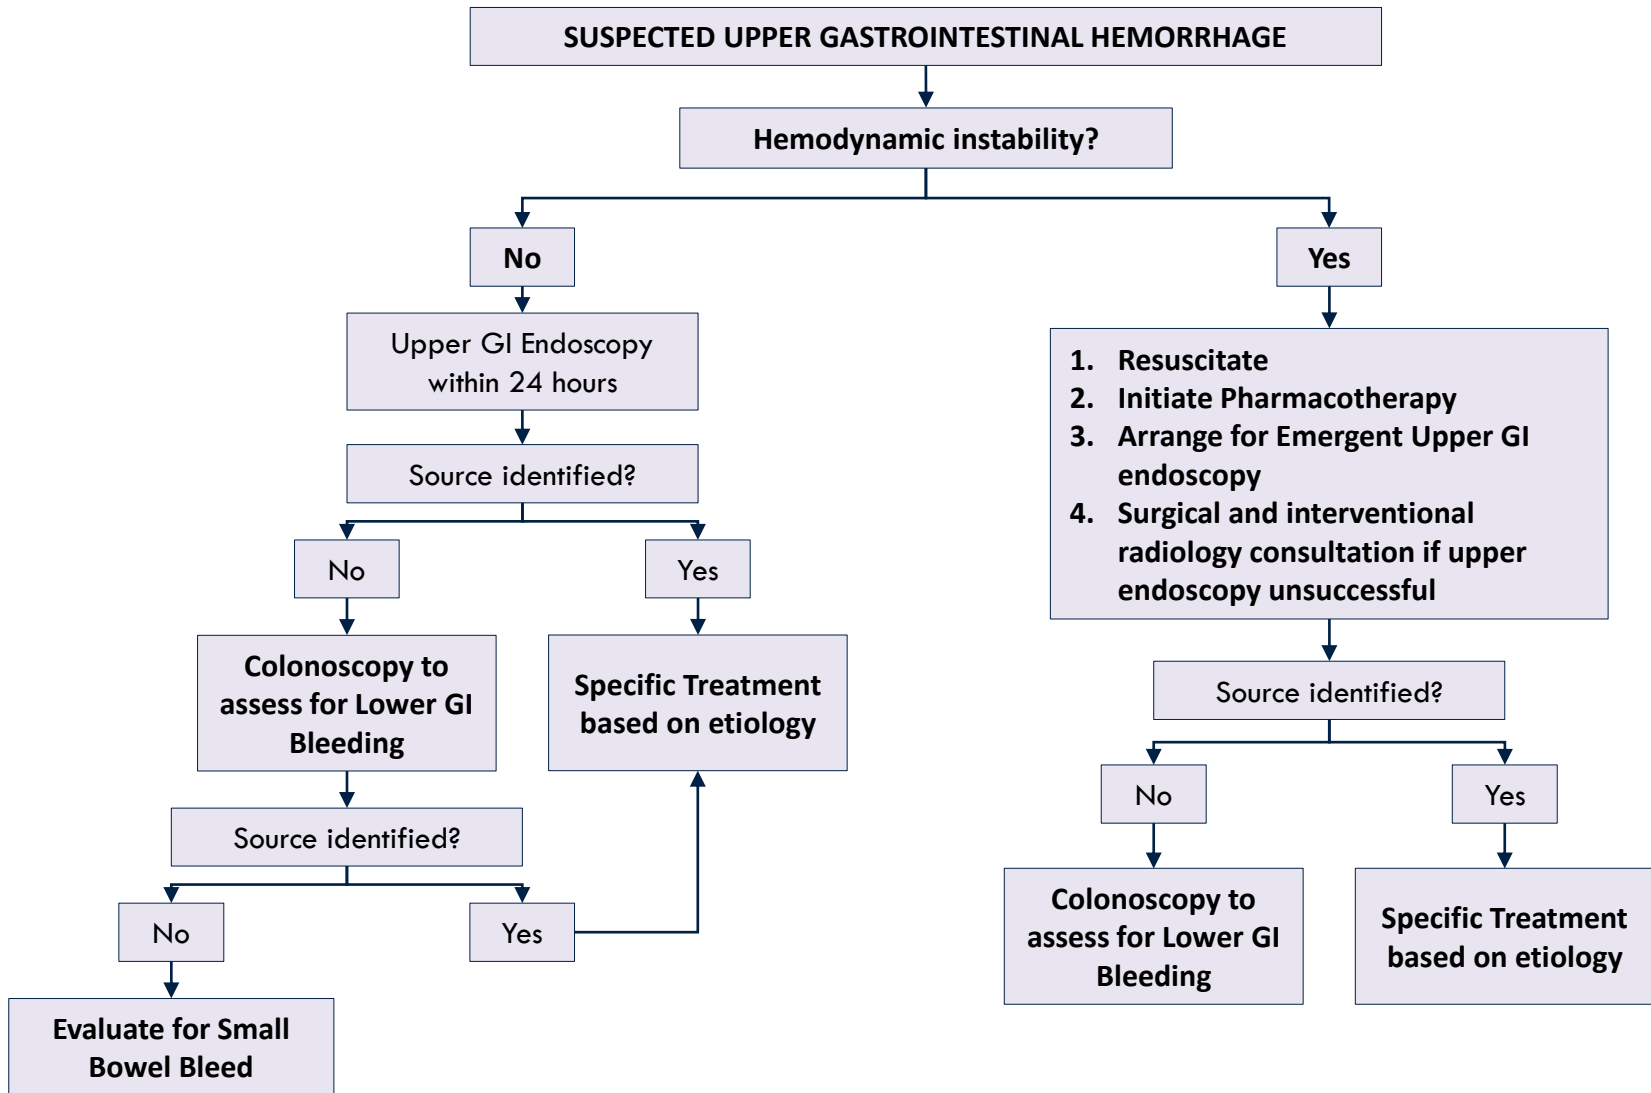 SUSPECTED UPPER GASTROINTESTINAL HEMORRHAGE
Hemodynamic instability?
No
Yes
Upper GI Endoscopy
within 24 hours
1. Resuscitate
2. Initiate Pharmacotherapy
3. Arrange for Emergent Upper GI
endoscopy
4. Surgical and interventional
radiology consultation if upper
endoscopy unsuccessful
Source identified?
No
Yes
Colonoscopy to
assess for Lower GI
Bleeding
Specific Treatment
based on etiology
Source identified?
No
Yes
Source identified?
No
Yes
Colonoscopy to
assess for Lower GI
Bleeding
Specific Treatment
based on etiology
Evaluate for Small
Bowel Bleed